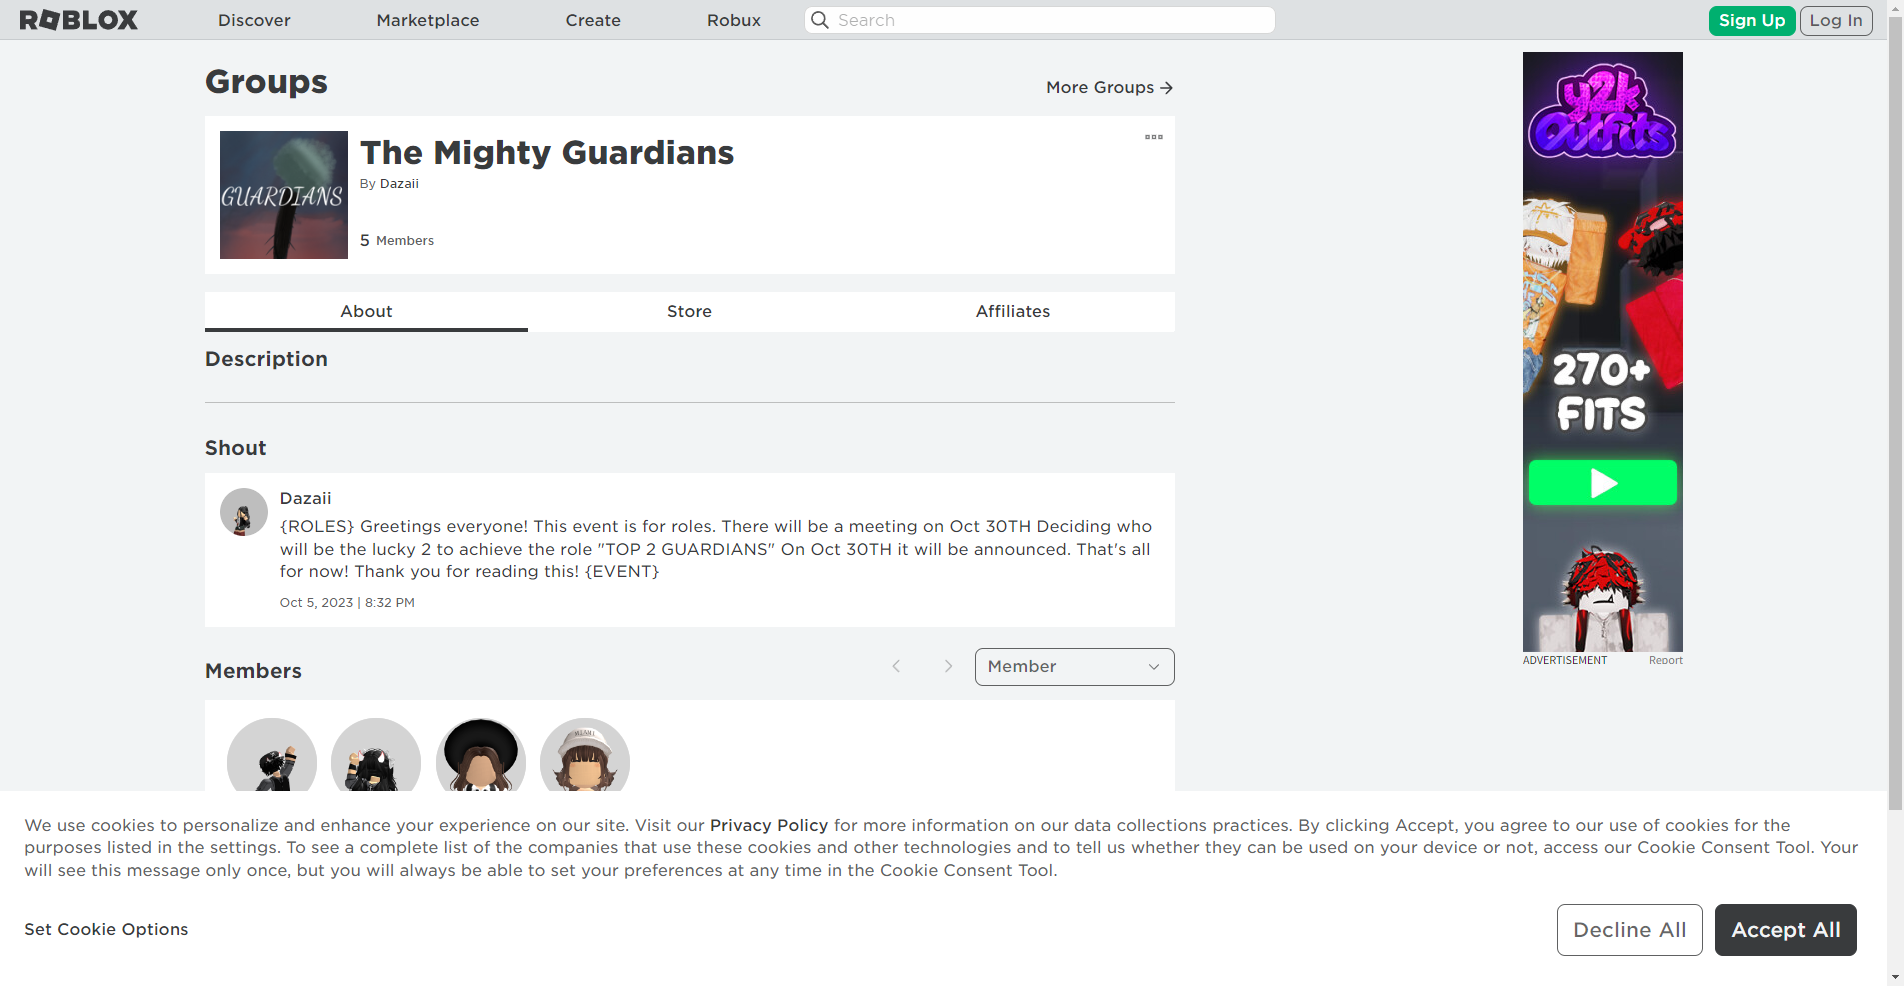 ROBLOX
Discover
Marketplace
Create
Robux
Search
Sign Up
Log In
Groups
More Groups
GUARDIANS
The Mighty Guardians
By Dazaii
5 Members
About
Store
Affiliates
Description
Shout
Dazaii
{ROLES} Greetings everyone! This event is for roles. There will be a meeting on Oct 30TH Deciding who
will be the lucky 2 to achieve the role "TOP 2 GUARDIANS" On Oct 30TH it will be announced. That's all
for now! Thank you for reading this! {EVENT}
Oct 5, 2023 | 8:32 PM
Members
Member
MIAMI
y2k
Outfits
270+
FITS
ADVERTISEMENT
Report
We use cookies to personalize and enhance your experience on our site. Visit our Privacy Policy for more information on our data collections practices. By clicking Accept, you agree to our use of cookies for the
purposes listed in the settings. To see a complete list of the companies that use these cookies and other technologies and to tell us whether they can be used on your device or not, access our Cookie Consent Tool. Your
will see this message only once, but you will always be able to set your preferences at any time in the Cookie Consent Tool.
Set Cookie Options
Decline All
Accept All